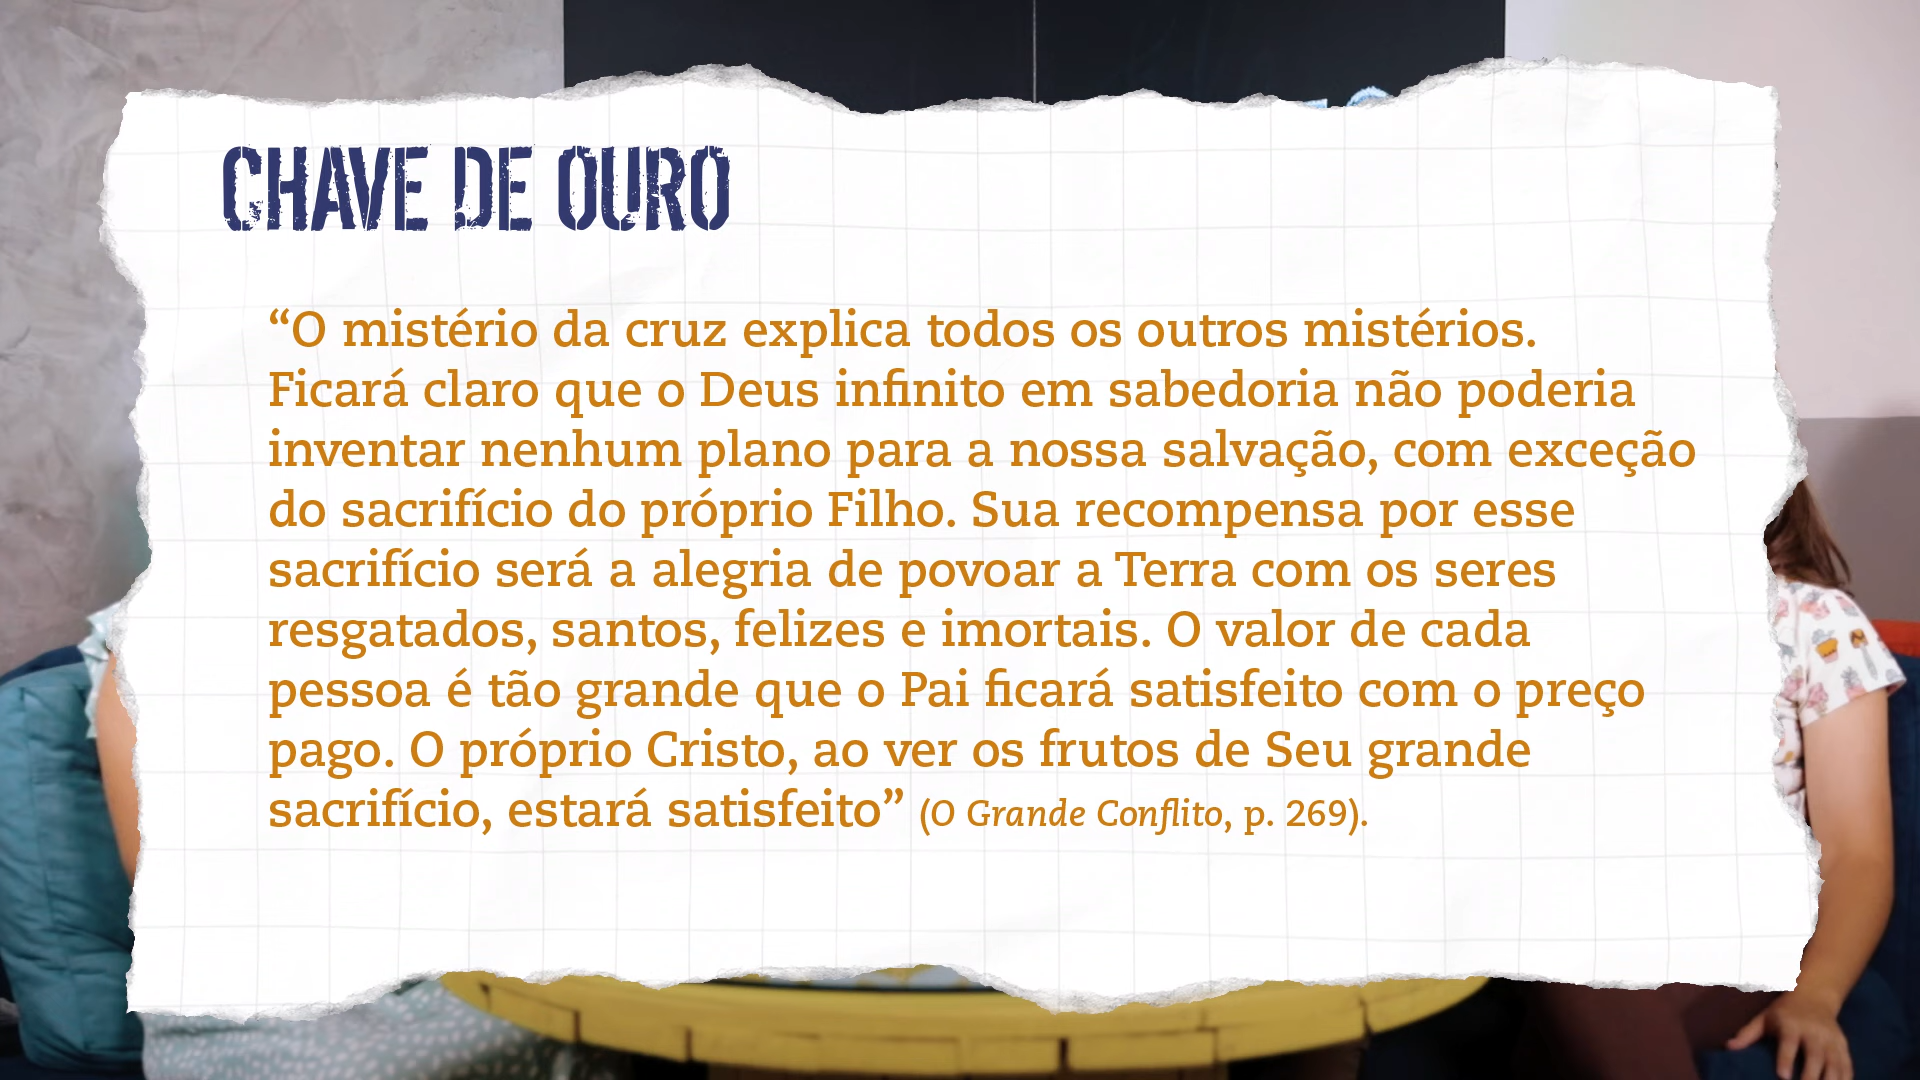 CHAVE DE OURO
“O mistério da cruz explica todos os outros mistérios.
Ficará claro que o Deus infinito em sabedoria não poderia
inventar nenhum plano para a nossa salvação, com exceção
do sacrifício do próprio Filho. Sua recompensa por esse
sacrifício será a alegria de povoar a Terra com os seres
resgatados, santos, felizes e imortais. O valor de cada
pessoa é tão grande que o Pai ficará satisfeito com o preço
pago. O próprio Cristo, ao ver os frutos de Seu grande
sacrifício, estará satisfeito” (O Grande Conflito, p. 269).